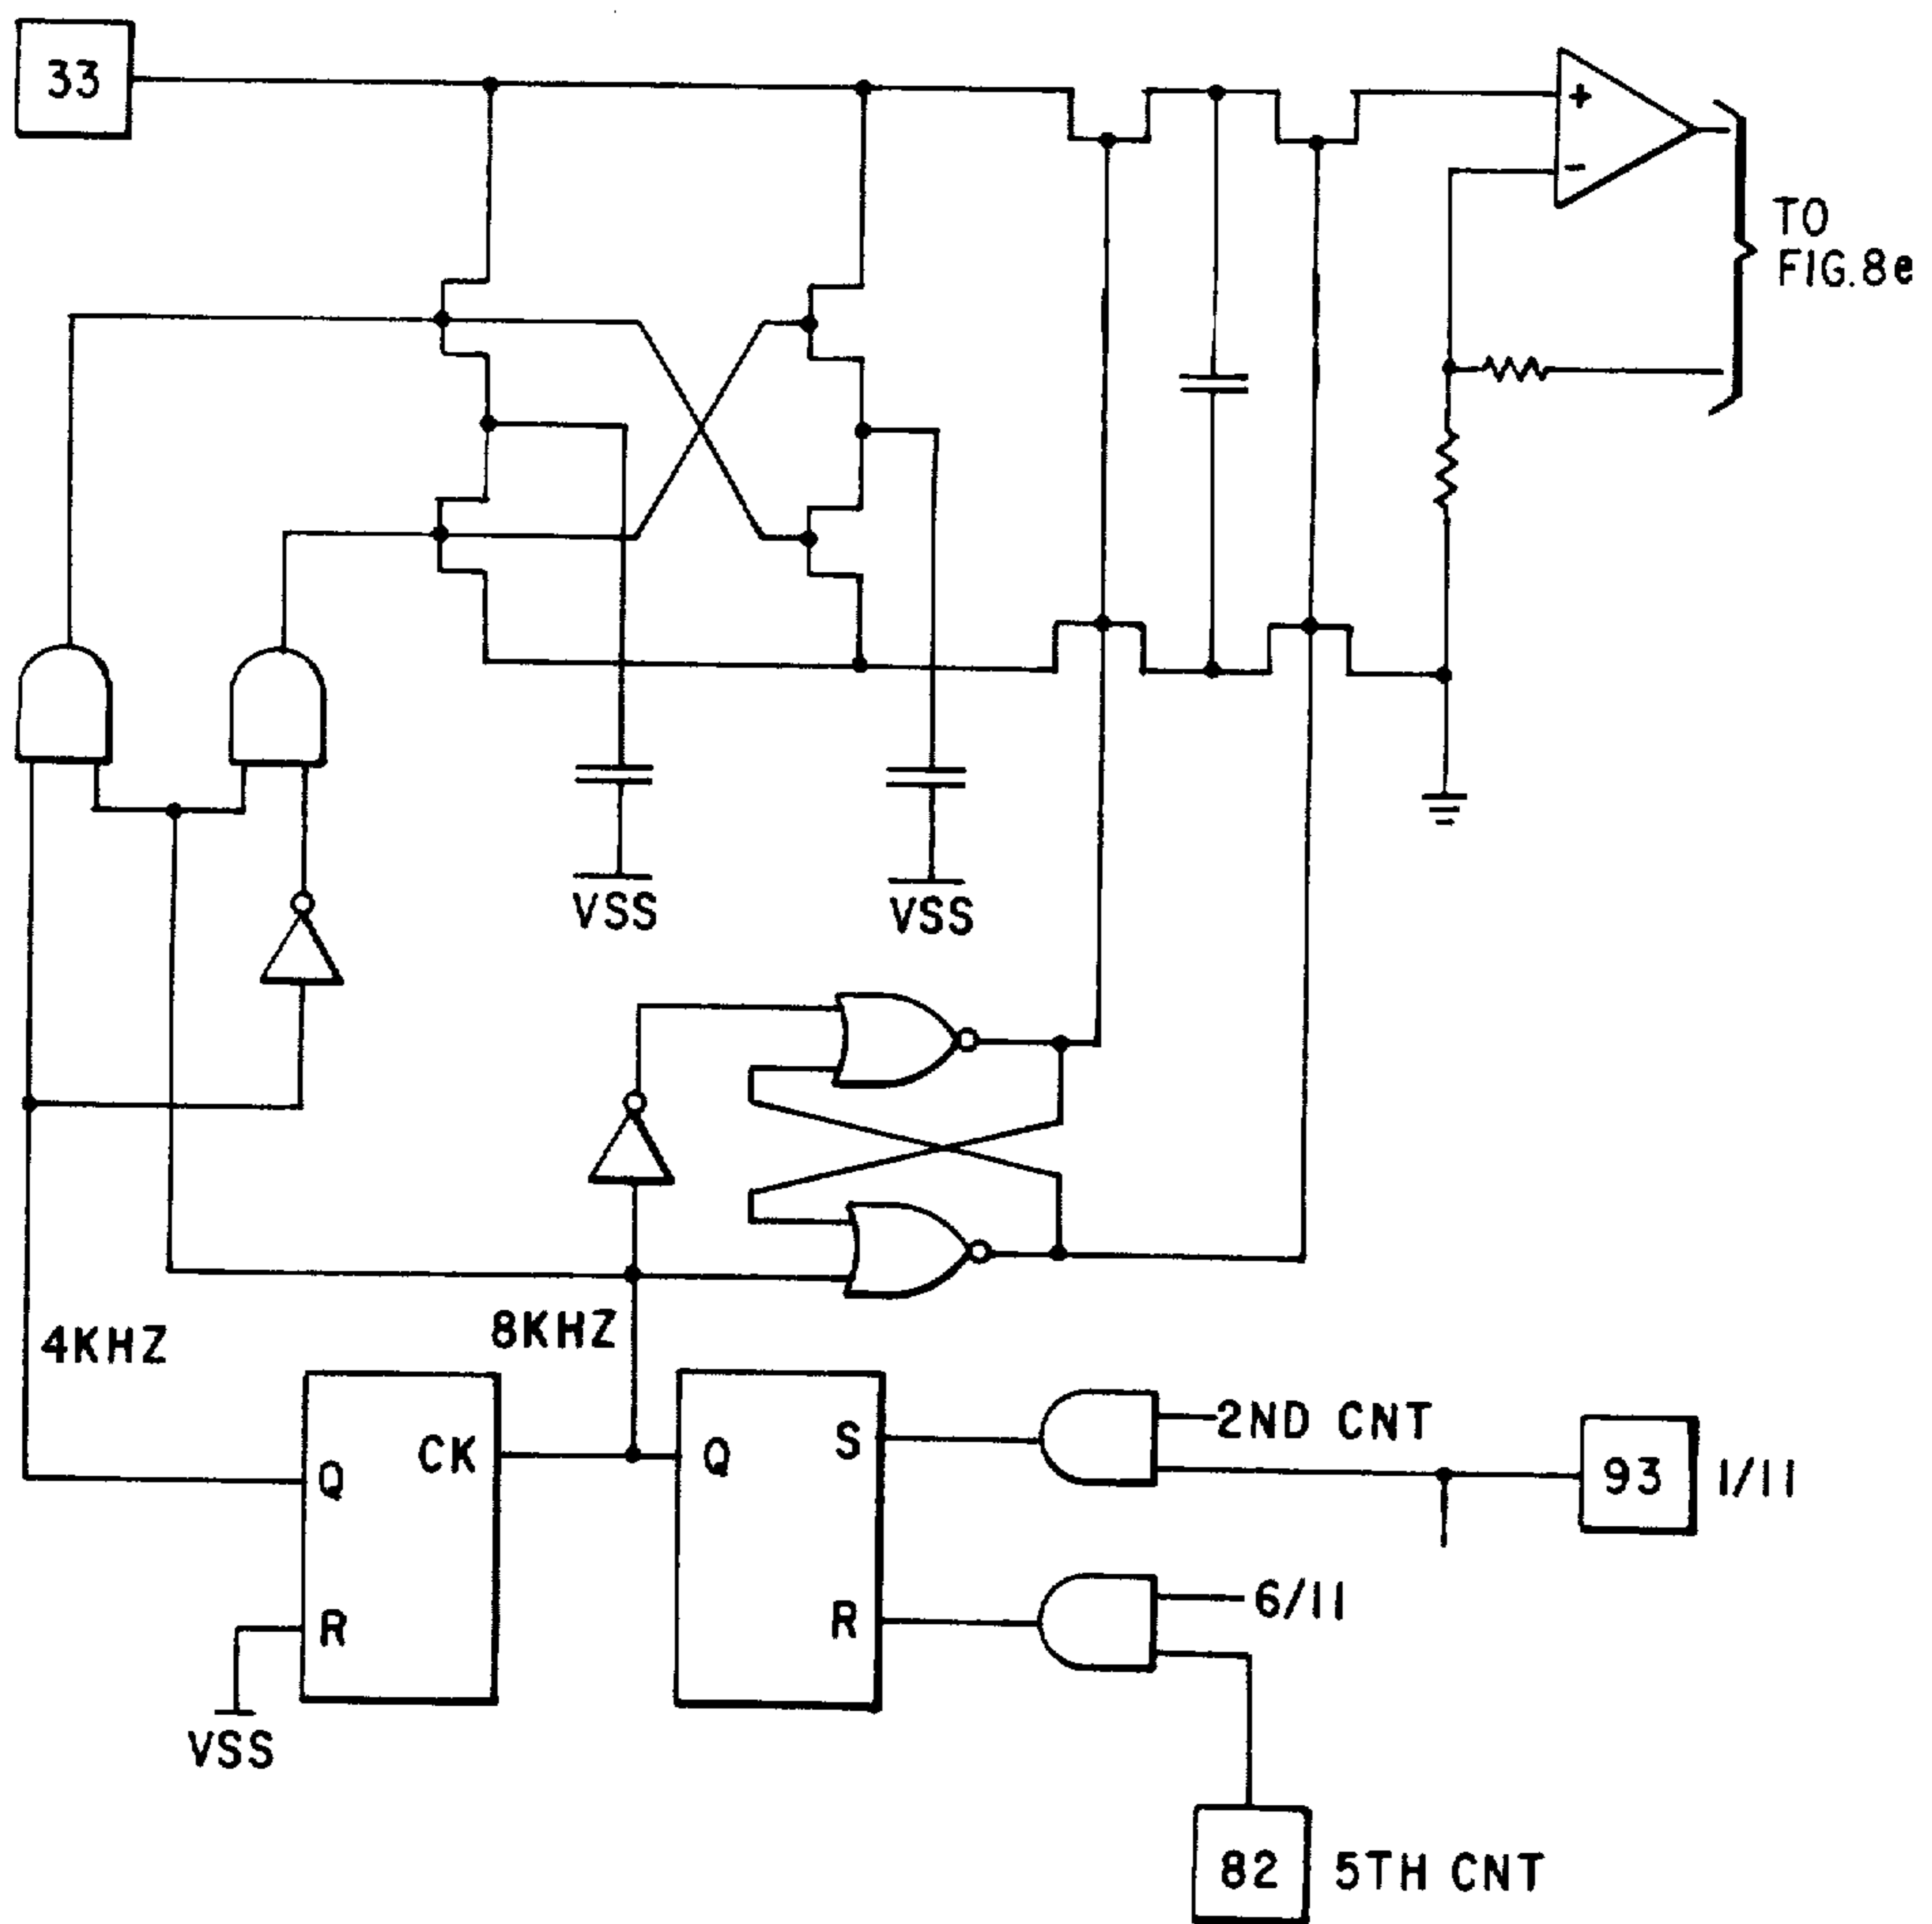 33
+
-
TO
FIG.8e
VSS
VSS
4KHZ
8KHZ
Q
CK
R
VSS
Q
S
R
2ND CNT
93
1/11
6/11
82
5TH CNT